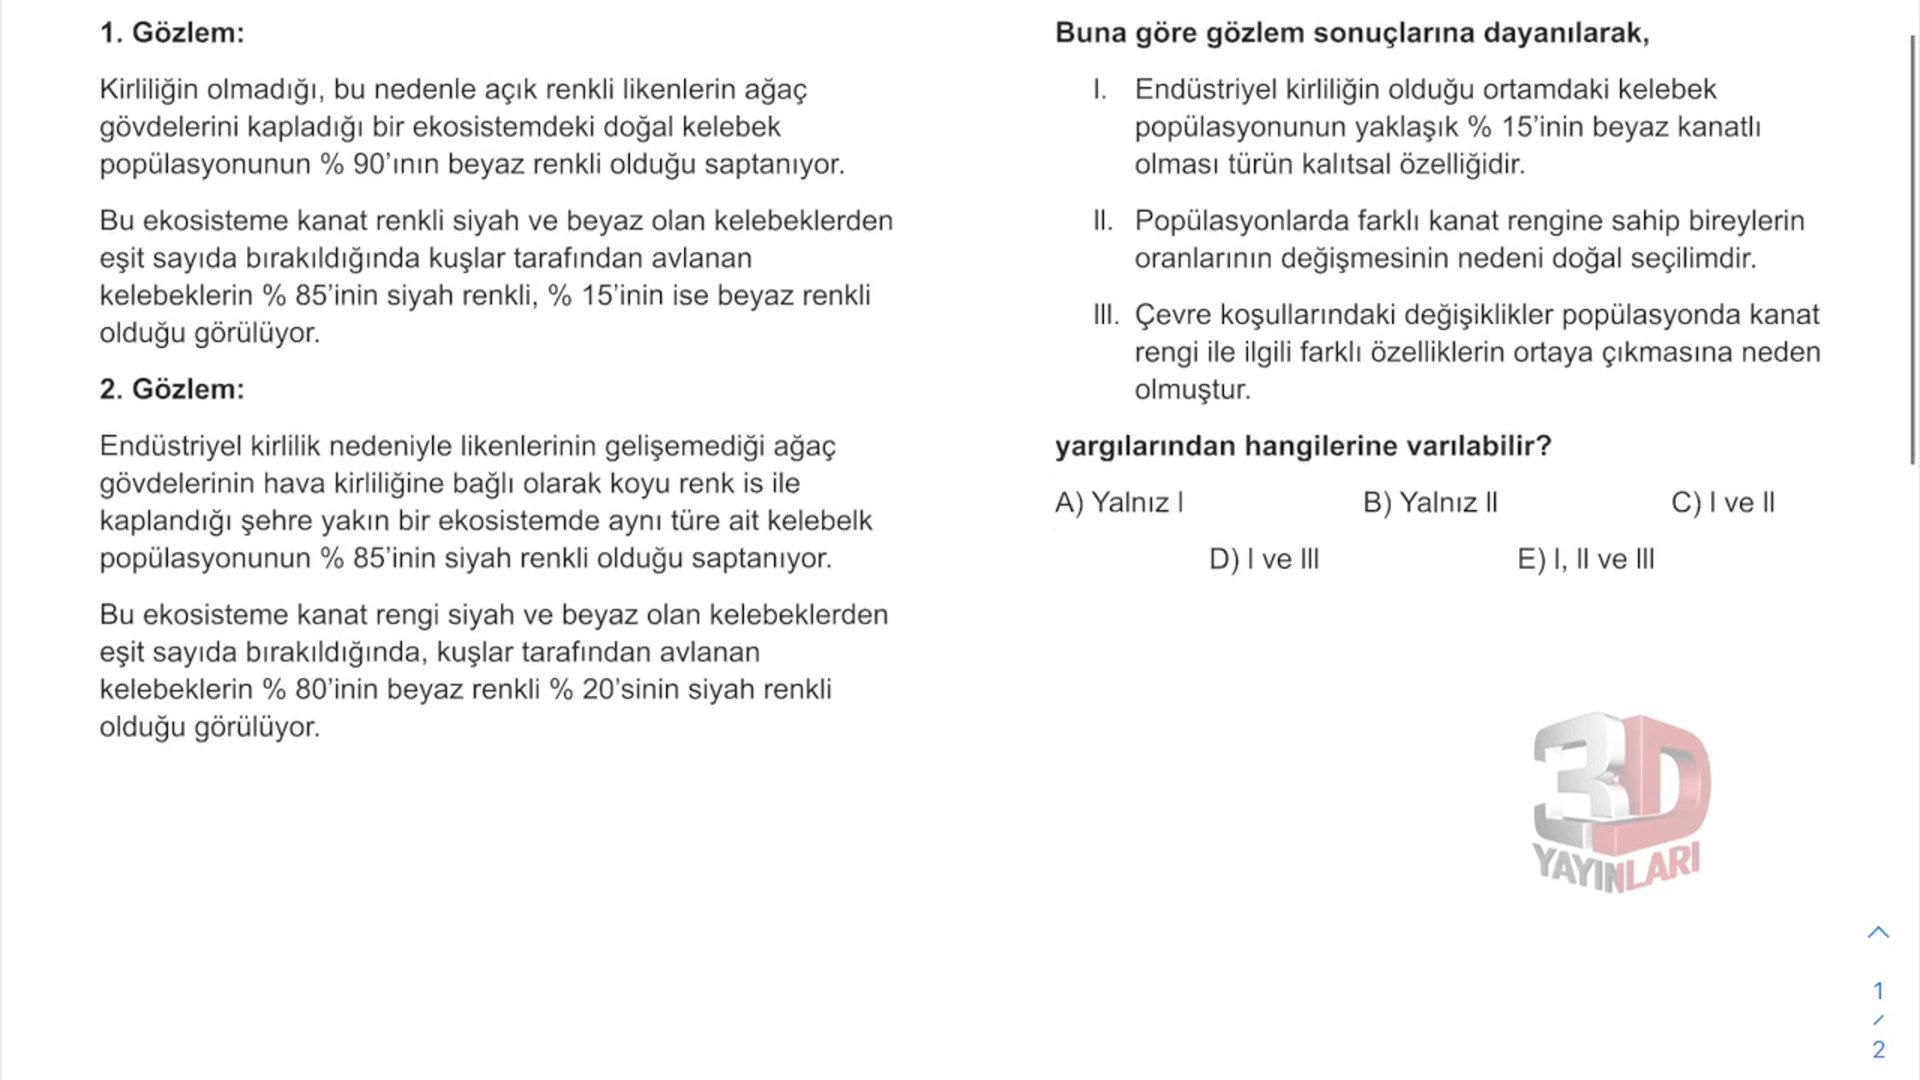 1. Gözlem:
Kirliliğin olmadığı, bu nedenle açık renkli likenlerin ağaç
gövdelerini kapladığı bir ekosistemdeki doğal kelebek
popülasyonunun % 90’ının beyaz renkli olduğu saptanıyor.
Bu ekosisteme kanat renkli siyah ve beyaz olan kelebeklerden
eşit sayıda bırakıldığında kuşlar tarafından avlanan
kelebeklerin % 85’inin siyah renkli, % 15’inin ise beyaz renkli
olduğu görülüyor.
2. Gözlem:
Endüstriyel kirlilik nedeniyle likenlerinin gelişemediği ağaç
gövdelerinin hava kirliliğine bağlı olarak koyu renk is ile
kaplandığı şehre yakın bir ekosistemde aynı türe ait kelebelk
popülasyonunun % 85’inin siyah renkli olduğu saptanıyor.
Bu ekosisteme kanat rengi siyah ve beyaz olan kelebeklerden
eşit sayıda bırakıldığında, kuşlar tarafından avlanan
kelebeklerin % 80’inin beyaz renkli % 20’sinin siyah renkli
olduğu görülüyor.
Buna göre gözlem sonuçlarına dayanılarak,
I. Endüstriyel kirliliğin olduğu ortamdaki kelebek
popülasyonunun yaklaşık % 15’inin beyaz kanatlı
olması türün kalıtsal özelliğidir.
II. Popülasyonlarda farklı kanat rengine sahip bireylerin
oranlarının değişmesinin nedeni doğal seçilimdir.
III. Çevre koşullarındaki değişiklikler popülasyonda kanat
rengi ile ilgili farklı özelliklerin ortaya çıkmasına neden
olmuştur.
yargılarından hangilerine varılabilir?
A) Yalnız I B) Yalnız II C) I ve II
D) I ve III E) I, II ve III
3D
YAYINLARI
1
/
2